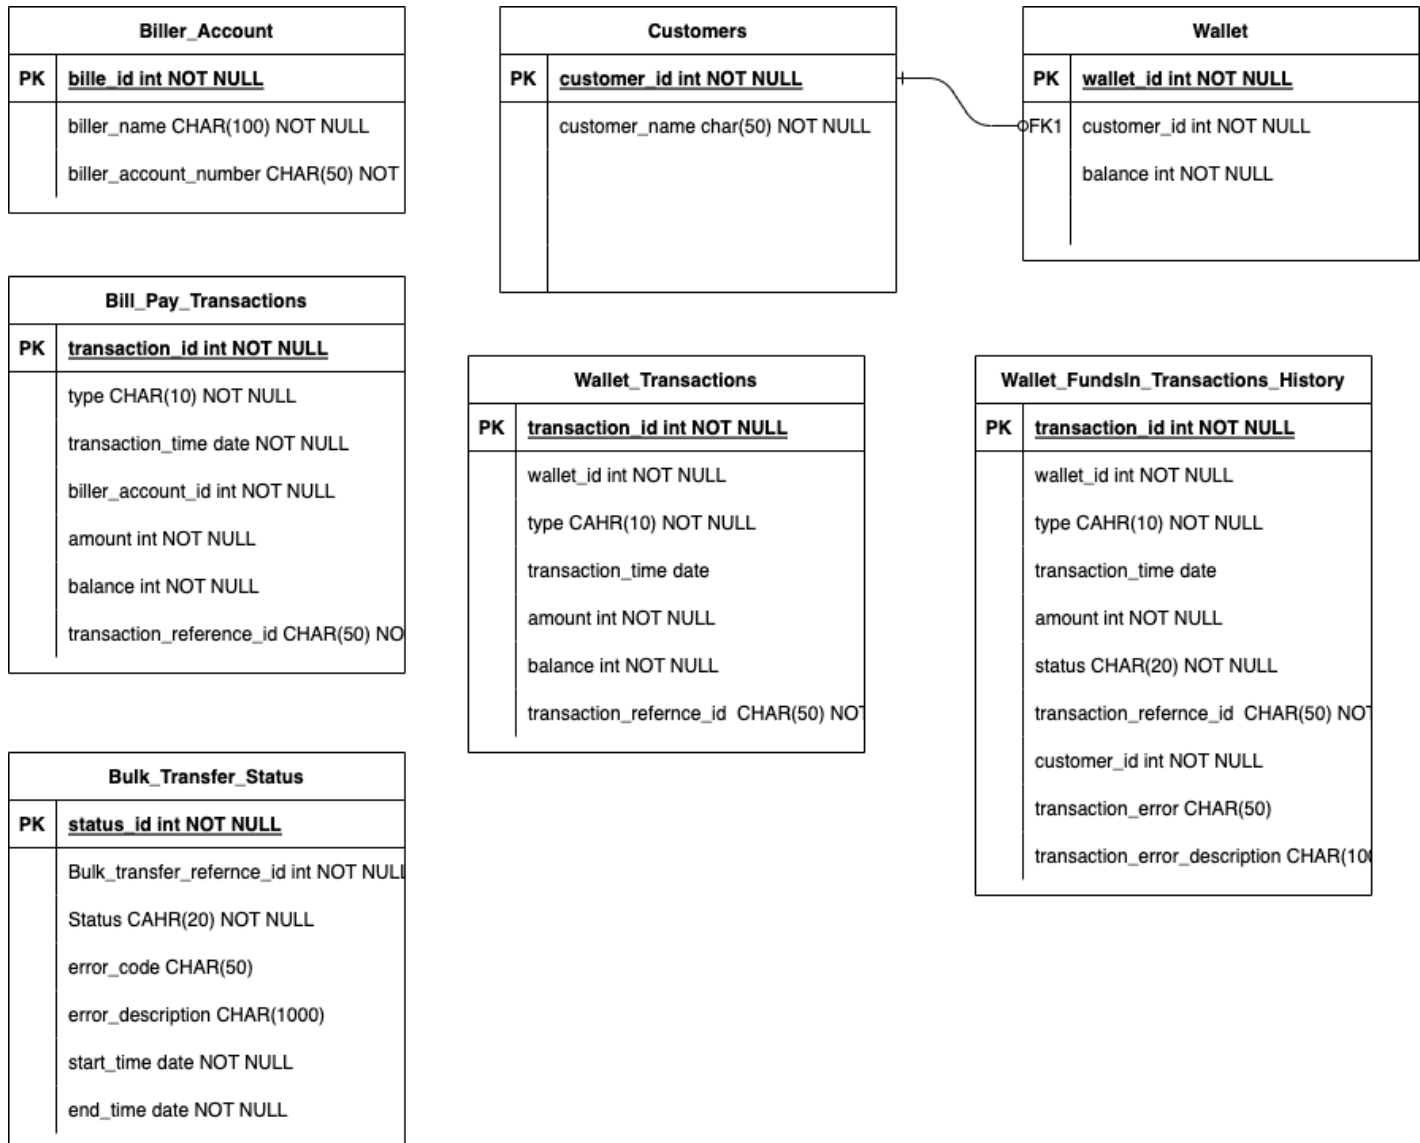 Biller_Account
PK bille_id int NOT NULL
biller_name CHAR(100) NOT NULL
biller_account_number CHAR(50) NOT
Customers
PK customer_id int NOT NULL
customer_name char(50) NOT NULL
Wallet
PK wallet_id int NOT NULL
FK1 customer_id int NOT NULL
balance int NOT NULL
Bill_Pay_Transactions
PK transaction_id int NOT NULL
type CHAR(10) NOT NULL
transaction_time date NOT NULL
biller_account_id int NOT NULL
amount int NOT NULL
balance int NOT NULL
transaction_reference_id CHAR(50) NO
Wallet_Transactions
PK transaction_id int NOT NULL
wallet_id int NOT NULL
type CAHR(10) NOT NULL
transaction_time date
amount int NOT NULL
balance int NOT NULL
transaction_refernce_id CHAR(50) NOT
Wallet_FundsIn_Transactions_History
PK transaction_id int NOT NULL
wallet_id int NOT NULL
type CAHR(10) NOT NULL
transaction_time date
amount int NOT NULL
status CHAR(20) NOT NULL
transaction_refernce_id CHAR(50) NOT
customer_id int NOT NULL
transaction_error CHAR(50)
transaction_error_description CHAR(100
Bulk_Transfer_Status
PK status_id int NOT NULL
Bulk_transfer_refernce_id int NOT NULL
Status CAHR(20) NOT NULL
error_code CHAR(50)
error_description CHAR(1000)
start_time date NOT NULL
end_time date NOT NULL